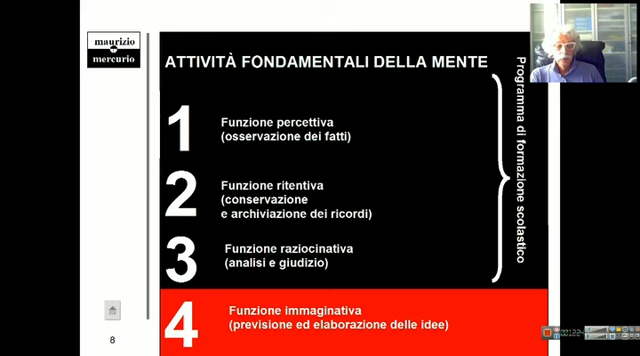 maurizio
mercurio
ATTIVITÀ FONDAMENTALI DELLA MENTE
1
Funzione percettiva
(osservazione dei fatti)
2
Funzione ritentiva
(conservazione
e archiviazione dei ricordi)
3
Funzione raziocinativa
(analisi e giudizio)
Programma di formazione scolastico
4
Funzione immaginativa
(previsione ed elaborazione delle idee)
8